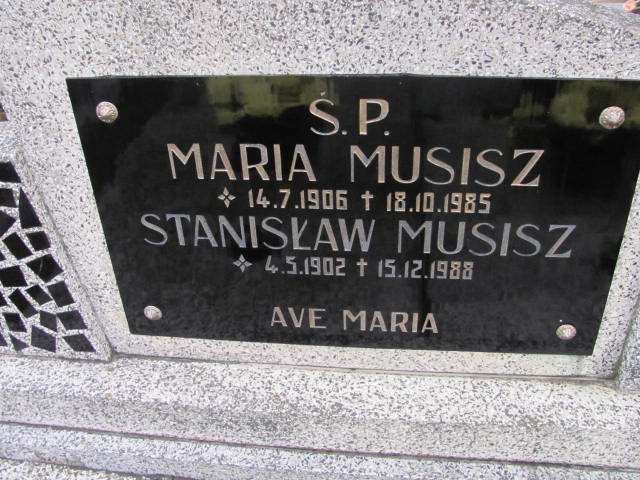 Ś.P.
MARIA MUSISZ
✧ 14.7.1906 † 18.10.1985
STANISŁAW MUSISZ
✧ 4.5.1902 † 15.12.1988
AVE MARIA